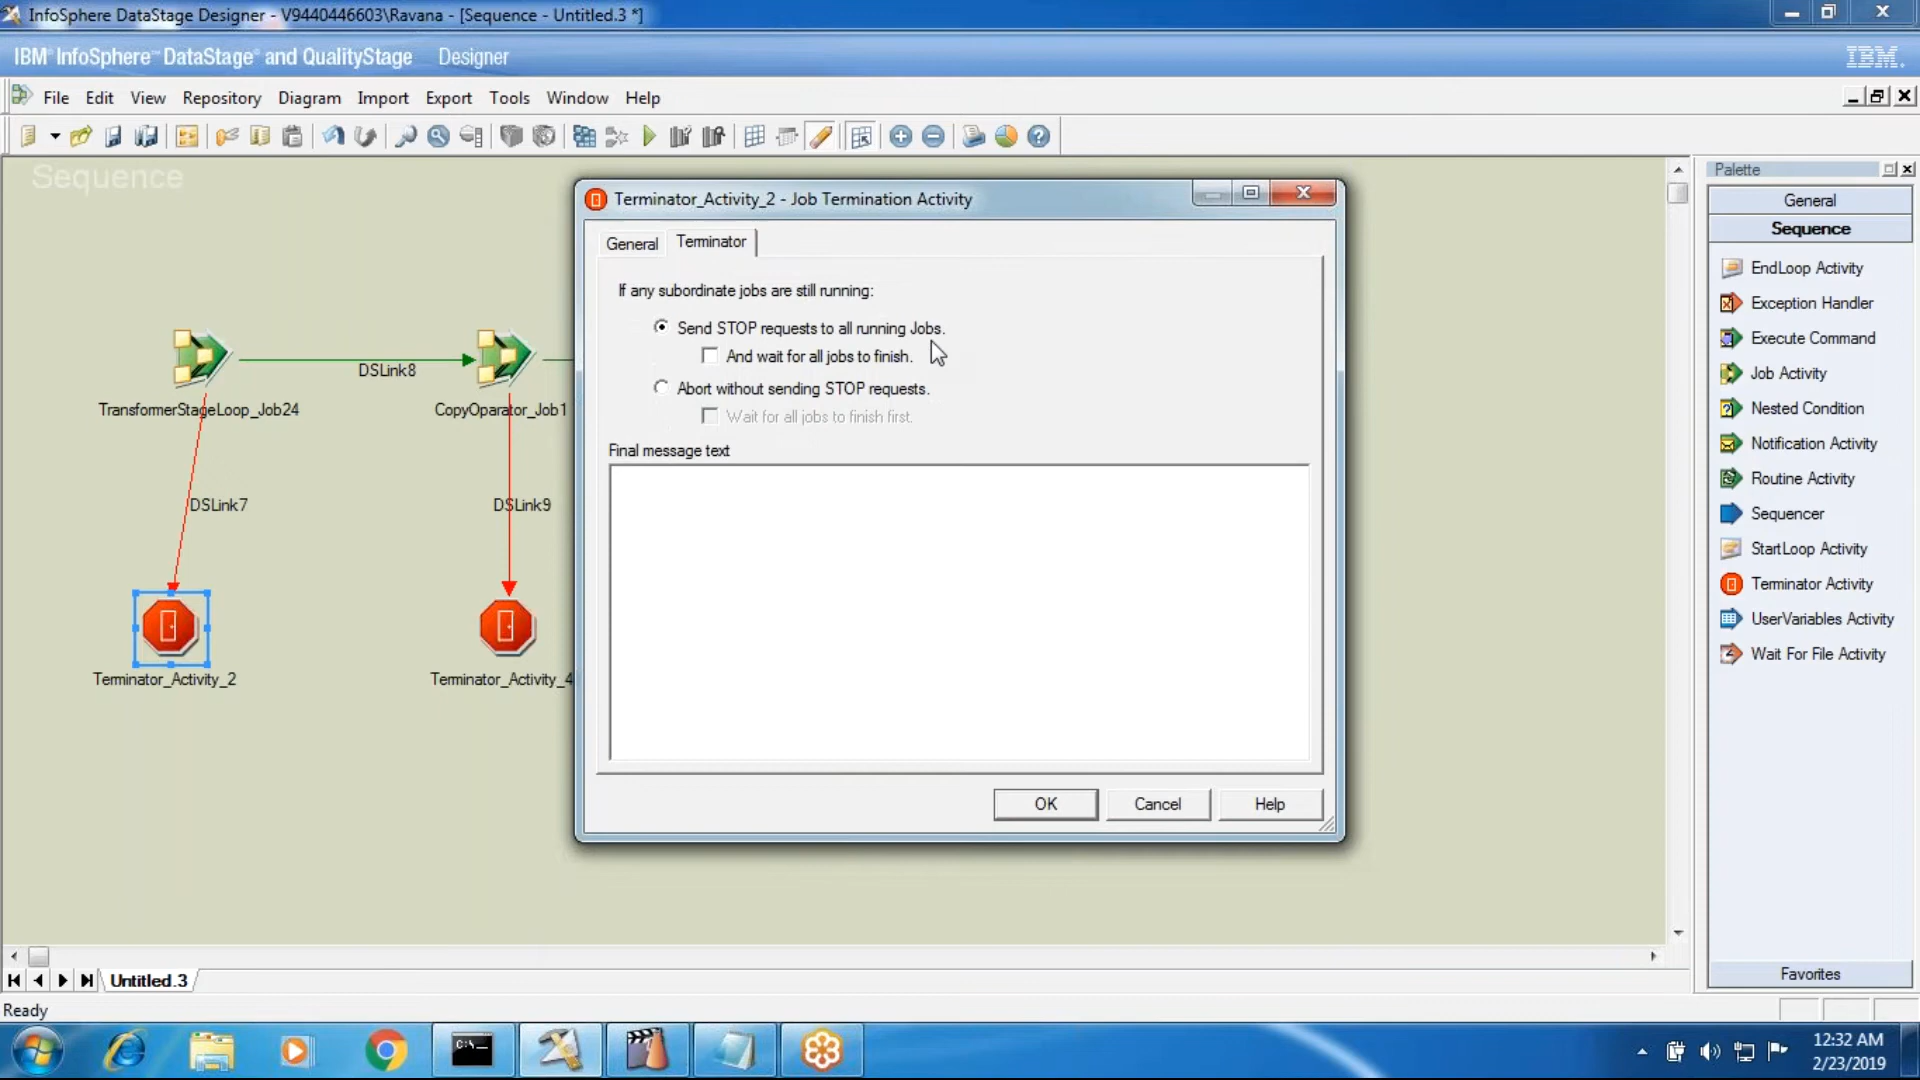 InfoSphere DataStage Designer - V9440446603\Ravana - [Sequence - Untitled.3 *]
IBM® InfoSphere™ DataStage® and QualityStage Designer
IBM.
File Edit View Repository Diagram Import Export Tools Window Help
Sequence
Palette
General
Sequence
EndLoop Activity
Exception Handler
Execute Command
Job Activity
Nested Condition
Notification Activity
Routine Activity
Sequencer
StartLoop Activity
Terminator Activity
UserVariables Activity
Wait For File Activity
Favorites
DSLink8
TransformerStageLoop_Job24
CopyOparator_Job1
DSLink7
DSLink9
Terminator_Activity_2
Terminator_Activity_4
Terminator_Activity_2 - Job Termination Activity
General Terminator
If any subordinate jobs are still running:
Send STOP requests to all running Jobs.
And wait for all jobs to finish.
Abort without sending STOP requests.
Wait for all jobs to finish first.
Final message text
OK Cancel Help
Untitled.3
Ready
C:\.
12:32 AM
2/23/2019